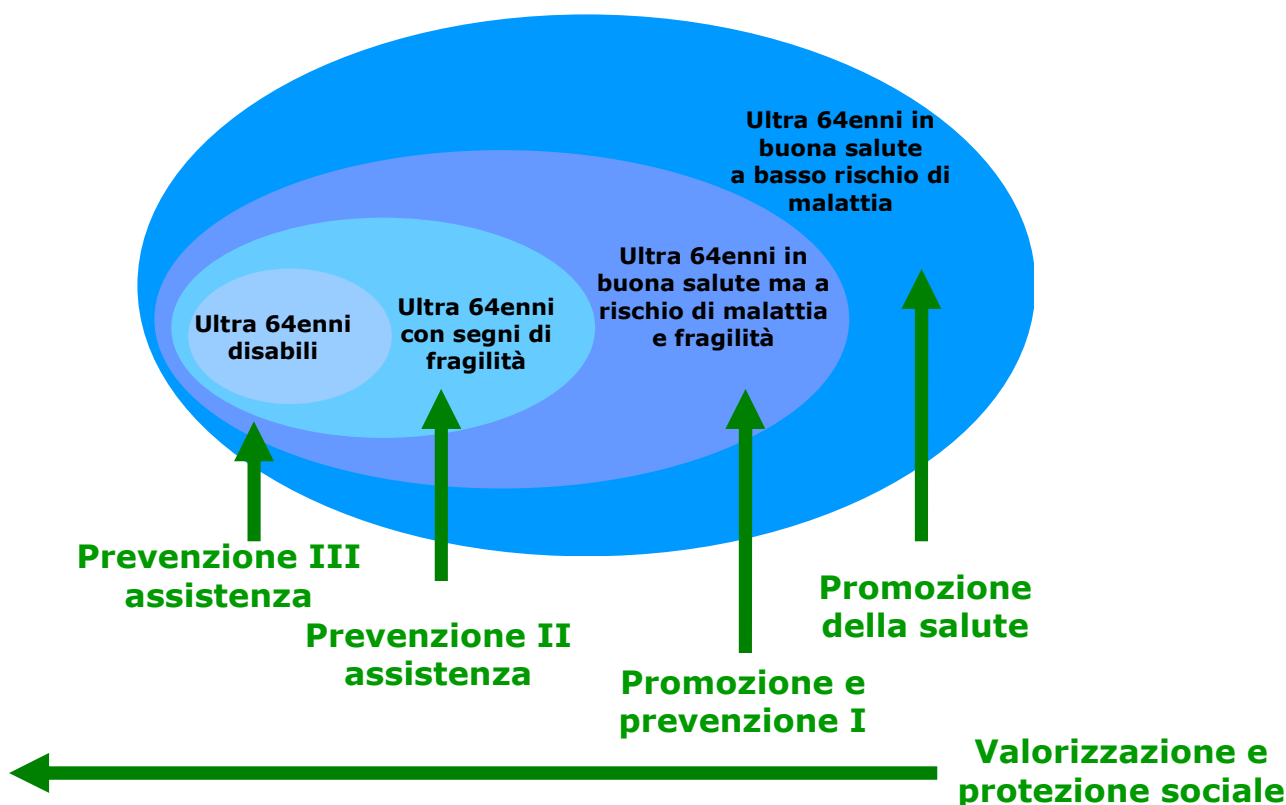 Ultra 64enni in
buona salute
a basso rischio di
malattia
Ultra 64enni in
buona salute ma a
rischio di malattia
e fragilità
Ultra 64enni
con segni di
fragilità
Ultra 64enni
disabili
Prevenzione III
assistenza
Prevenzione II
assistenza
Promozione e
prevenzione I
Promozione
della salute
Valorizzazione e
protezione sociale